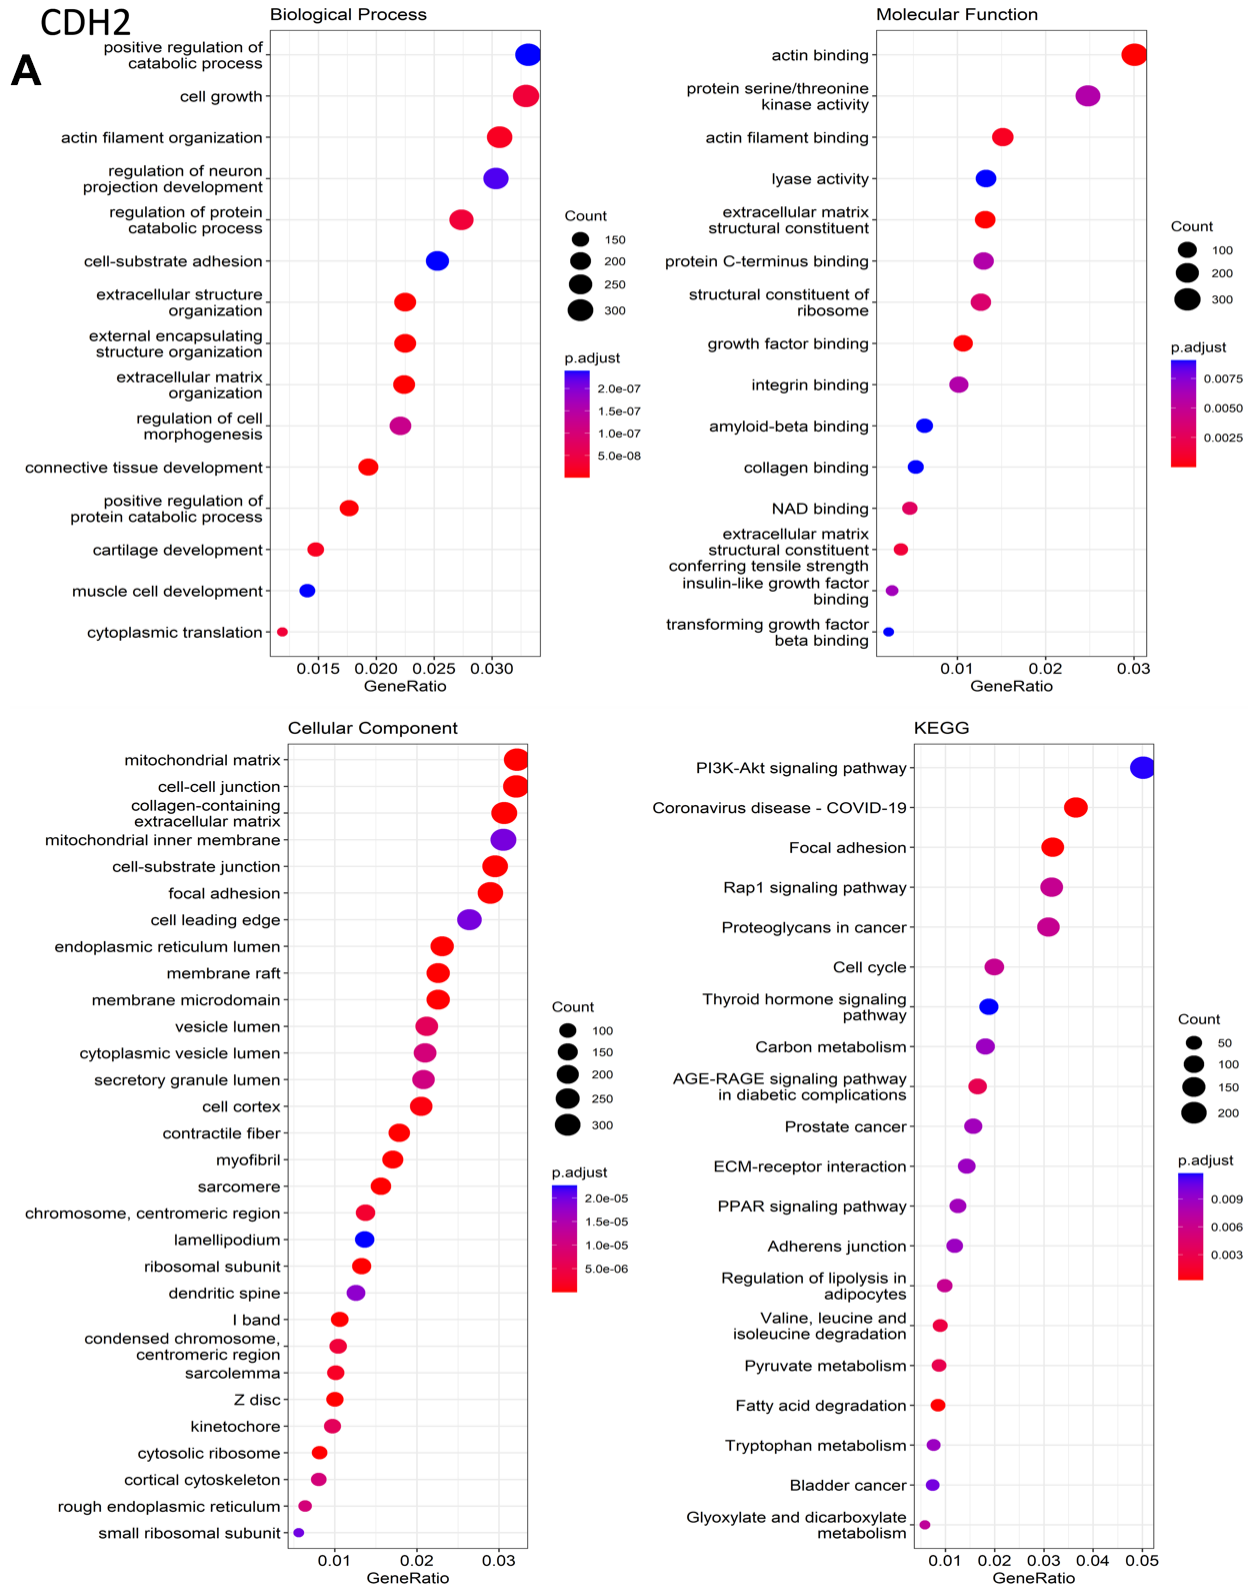 CDH2
A
Biological Process
positive regulation of
catabolic process
cell growth
actin filament organization
regulation of neuron
projection development
regulation of protein
catabolic process
cell-substrate adhesion
extracellular structure
organization
external encapsulating
structure organization
extracellular matrix
organization
regulation of cell
morphogenesis
connective tissue development
positive regulation of
protein catabolic process
cartilage development
muscle cell development
cytoplasmic translation
0.015 0.020 0.025 0.030
GeneRatio
Count
150
200
250
300
p.adjust
2.0e-07
1.5e-07
1.0e-07
5.0e-08
Molecular Function
actin binding
protein serine/threonine
kinase activity
actin filament binding
lyase activity
extracellular matrix
structural constituent
protein C-terminus binding
structural constituent of
ribosome
growth factor binding
integrin binding
amyloid-beta binding
collagen binding
NAD binding
extracellular matrix
structural constituent
conferring tensile strength
insulin-like growth factor
binding
transforming growth factor
beta binding
0.01 0.02 0.03
GeneRatio
Count
100
200
300
p.adjust
0.0075
0.0050
0.0025
Cellular Component
mitochondrial matrix
cell-cell junction
collagen-containing
extracellular matrix
mitochondrial inner membrane
cell-substrate junction
focal adhesion
cell leading edge
endoplasmic reticulum lumen
membrane raft
membrane microdomain
vesicle lumen
cytoplasmic vesicle lumen
secretory granule lumen
cell cortex
contractile fiber
myofibril
sarcomere
chromosome, centromeric region
lamellipodium
ribosomal subunit
dendritic spine
I band
condensed chromosome,
centromeric region
sarcolemma
Z disc
kinetochore
cytosolic ribosome
cortical cytoskeleton
rough endoplasmic reticulum
small ribosomal subunit
0.01 0.02 0.03
GeneRatio
Count
100
150
200
250
300
p.adjust
2.0e-05
1.5e-05
1.0e-05
5.0e-06
KEGG
PI3K-Akt signaling pathway
Coronavirus disease - COVID-19
Focal adhesion
Rap1 signaling pathway
Proteoglycans in cancer
Cell cycle
Thyroid hormone signaling
pathway
Carbon metabolism
AGE-RAGE signaling pathway
in diabetic complications
Prostate cancer
ECM-receptor interaction
PPAR signaling pathway
Adherens junction
Regulation of lipolysis in
adipocytes
Valine, leucine and
isoleucine degradation
Pyruvate metabolism
Fatty acid degradation
Tryptophan metabolism
Bladder cancer
Glyoxylate and dicarboxylate
metabolism
0.01 0.02 0.03 0.04 0.05
GeneRatio
Count
50
100
150
200
p.adjust
0.009
0.006
0.003